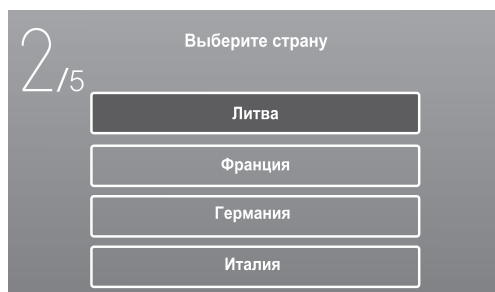 2/5
Выберите страну
Литва
Франция
Германия
Италия